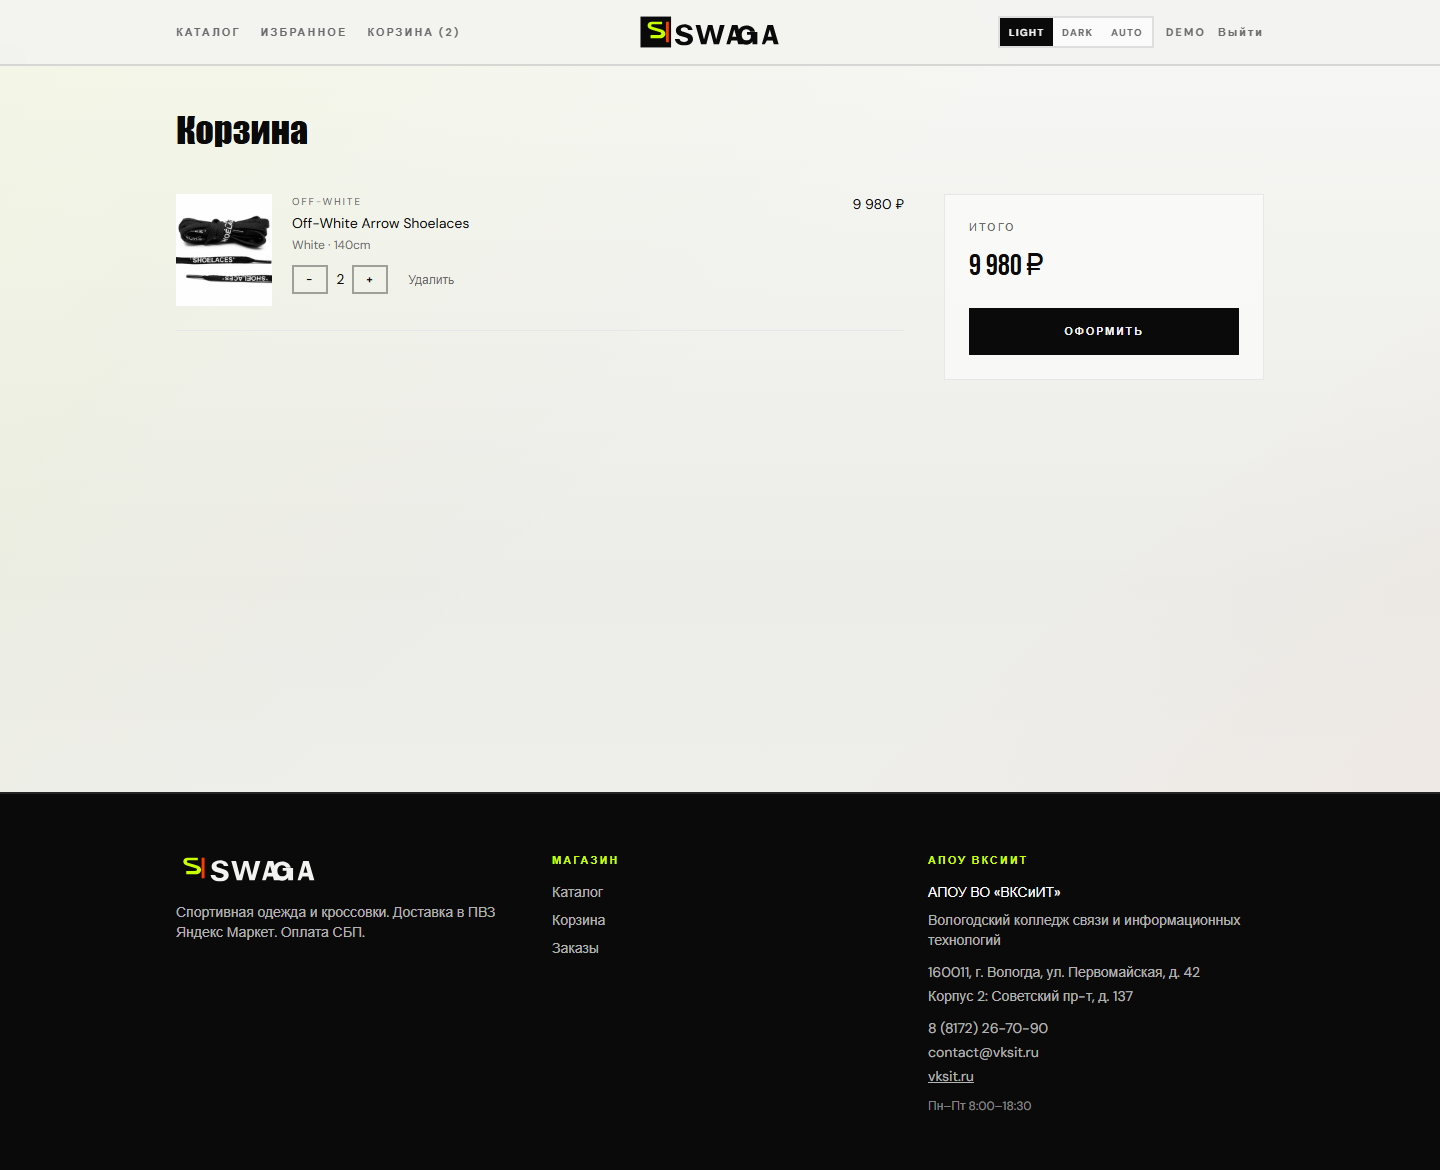 КАТАЛОГ ИЗБРАННОЕ КОРЗИНА (2)
S SWAGA
LIGHT DARK AUTO DEMO Выйти
Корзина
OFF-WHITE
Off-White Arrow Shoelaces
White · 140cm
- 2 + Удалить
9 980 ₽
"SHOELACES"
ИТОГО
9 980 ₽
ОФОРМИТЬ
S SWAGA
Спортивная одежда и кроссовки. Доставка в ПВЗ
Яндекс Маркет. Оплата СБП.
МАГАЗИН
Каталог
Корзина
Заказы
АПОУ ВКСИИТ
АПОУ ВО «ВКСиИТ»
Вологодский колледж связи и информационных
технологий
160011, г. Вологда, ул. Первомайская, д. 42
Корпус 2: Советский пр-т, д. 137
8 (8172) 26-70-90
contact@vksit.ru
vksit.ru
Пн–Пт 8:00–18:30